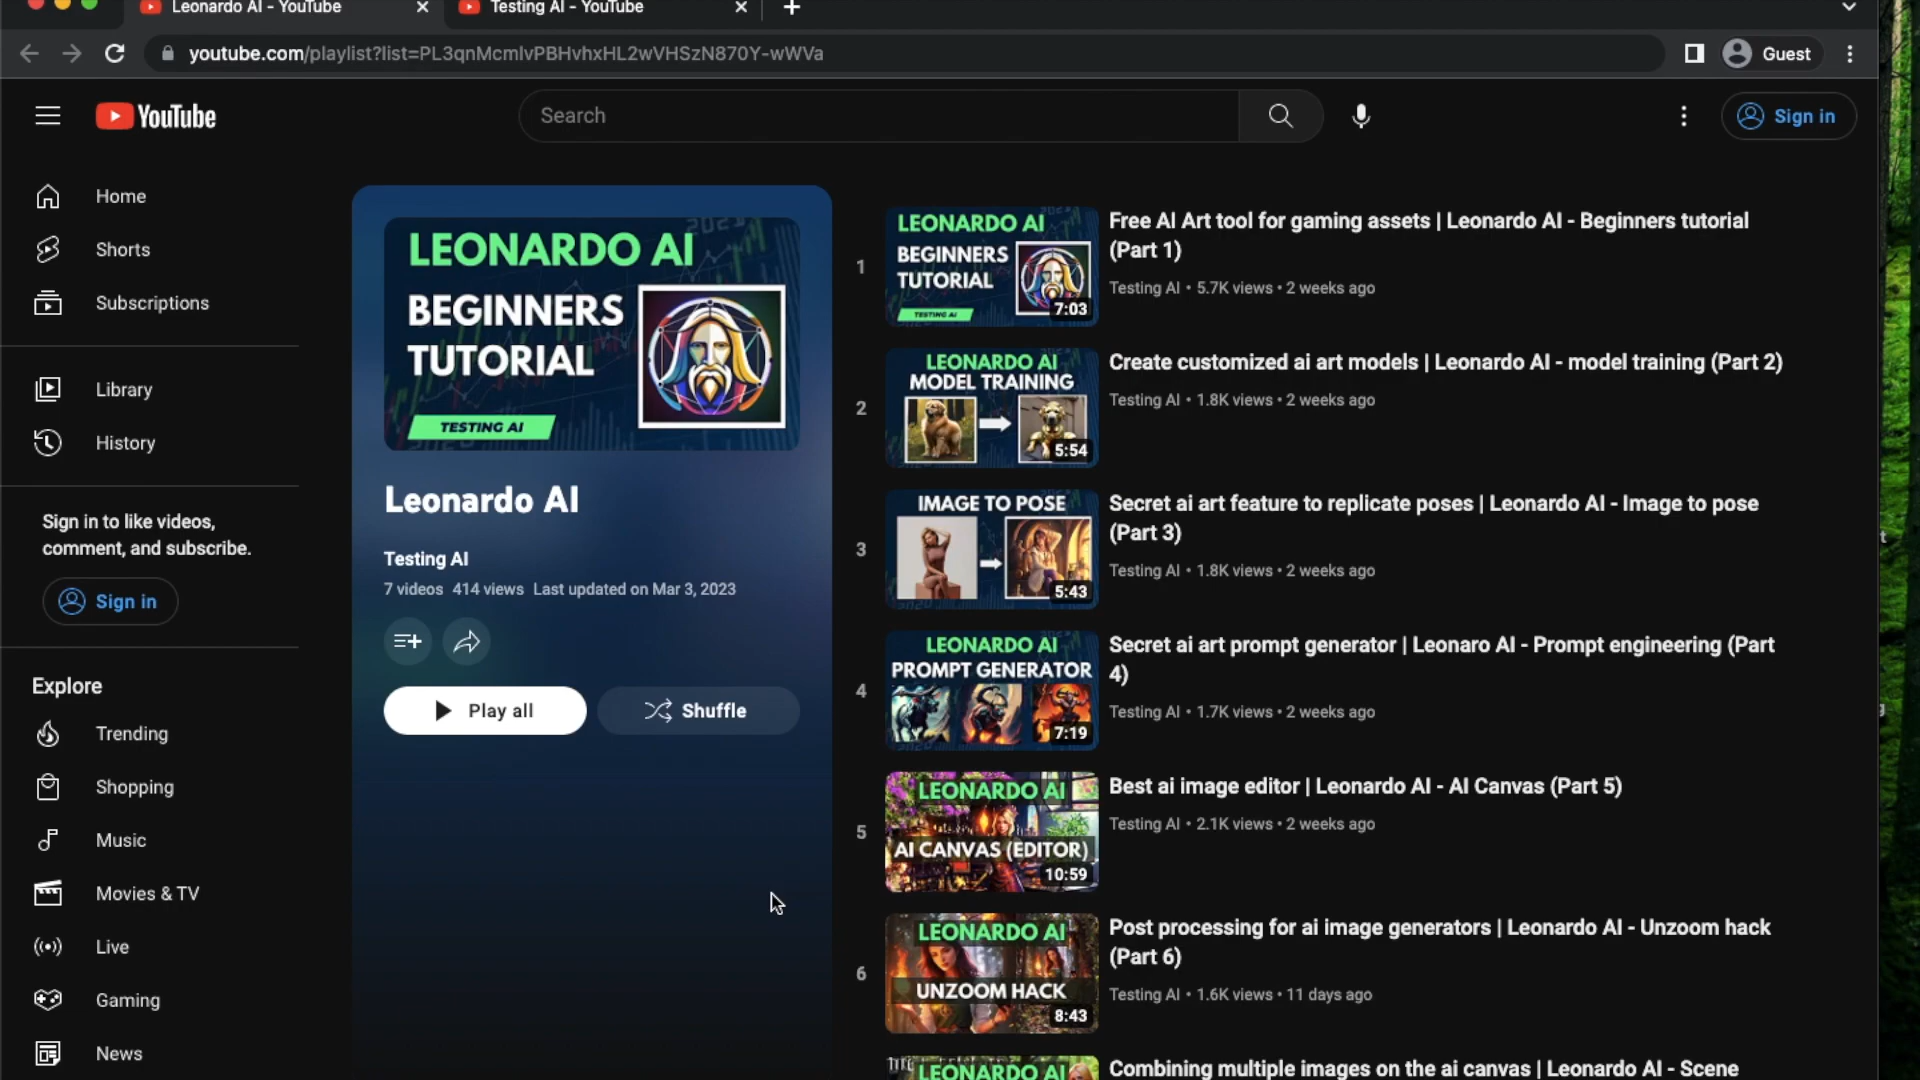 Leonardo AI - YouTube
Testing AI - YouTube
youtube.com/playlist?list=PL3qnMcmlvPBHvhxHL2wVHSzN870Y-wWVa
Guest
YouTube
Search
Sign in
Home
Shorts
Subscriptions
Library
History
Sign in to like videos,
comment, and subscribe.
Sign in
Explore
Trending
Shopping
Music
Movies & TV
Live
Gaming
News
LEONARDO AI
BEGINNERS
TUTORIAL
TESTING AI
Leonardo AI
Testing AI
7 videos 414 views Last updated on Mar 3, 2023
Play all
Shuffle
1
LEONARDO AI
BEGINNERS
TUTORIAL
TESTING AI
7:03
Free AI Art tool for gaming assets | Leonardo AI - Beginners tutorial
(Part 1)
Testing AI • 5.7K views • 2 weeks ago
2
LEONARDO AI
MODEL TRAINING
5:54
Create customized ai art models | Leonardo AI - model training (Part 2)
Testing AI • 1.8K views • 2 weeks ago
3
IMAGE TO POSE
5:43
Secret ai art feature to replicate poses | Leonardo AI - Image to pose
(Part 3)
Testing AI • 1.8K views • 2 weeks ago
4
LEONARDO AI
PROMPT GENERATOR
7:19
Secret ai art prompt generator | Leonaro AI - Prompt engineering (Part
4)
Testing AI • 1.7K views • 2 weeks ago
5
LEONARDO AI
AI CANVAS (EDITOR)
10:59
Best ai image editor | Leonardo AI - AI Canvas (Part 5)
Testing AI • 2.1K views • 2 weeks ago
6
LEONARDO AI
UNZOOM HACK
8:43
Post processing for ai image generators | Leonardo AI - Unzoom hack
(Part 6)
Testing AI • 1.6K views • 11 days ago
LEONARDO AI
Combining multiple images on the ai canvas | Leonardo AI - Scene